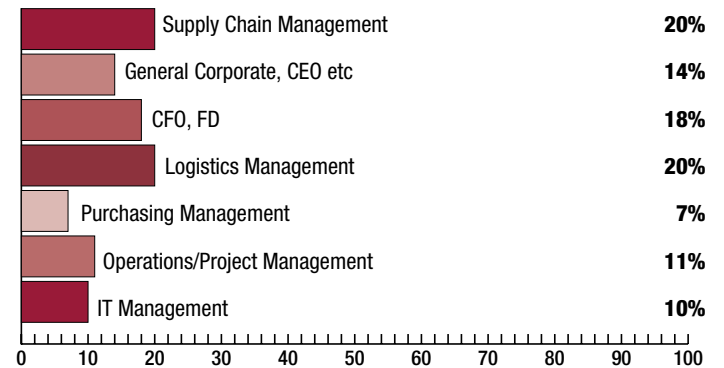 Supply Chain Management 20%
General Corporate, CEO etc 14%
CFO, FD 18%
Logistics Management 20%
Purchasing Management 7%
Operations/Project Management 11%
IT Management 10%
0 10 20 30 40 50 60 70 80 90 100